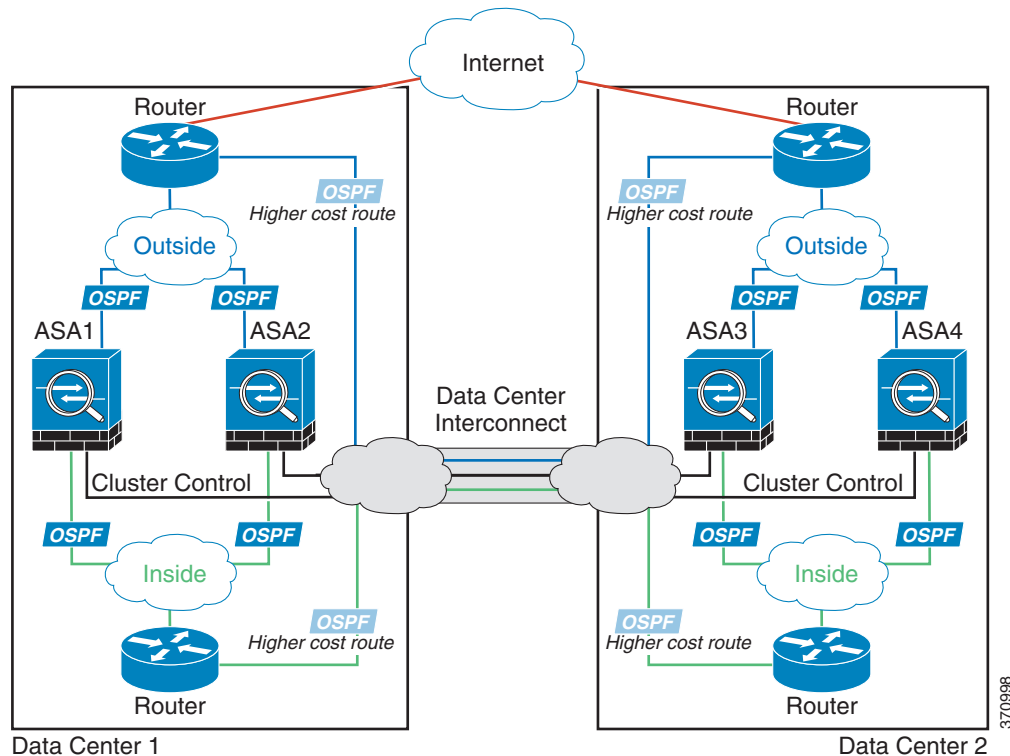 Internet
Router
Router
OSPF
Higher cost route
OSPF
Higher cost route
Outside
Outside
OSPF
OSPF
OSPF
OSPF
ASA1
ASA2
ASA3
ASA4
Data Center
Interconnect
Cluster Control
Cluster Control
OSPF
OSPF
OSPF
OSPF
Inside
Inside
OSPF
Higher cost route
OSPF
Higher cost route
Router
Router
370998
Data Center 1
Data Center 2